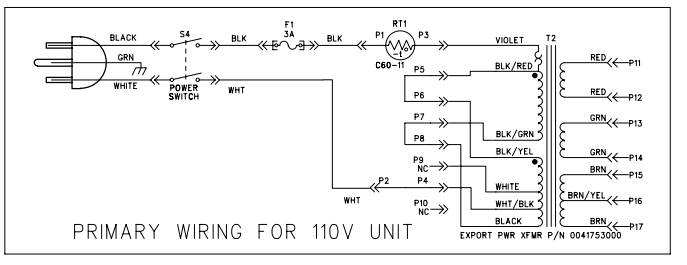 BLACK
S4
BLK
F1
3A
BLK
P1
RT1
P3
VIOLET
T2
GRN
-t
C60-11
WHITE
POWER
SWITCH
WHT
P5
BLK/RED
P6
P7
P8
BLK/GRN
BLK/YEL
P9
NC
WHITE
WHT
P2
P4
WHT/BLK
P10
NC
BLACK
RED
P11
RED
P12
GRN
P13
GRN
P14
BRN
P15
BRN/YEL
P16
BRN
P17
PRIMARY WIRING FOR 110V UNIT
EXPORT PWR XFMR P/N 0041753000